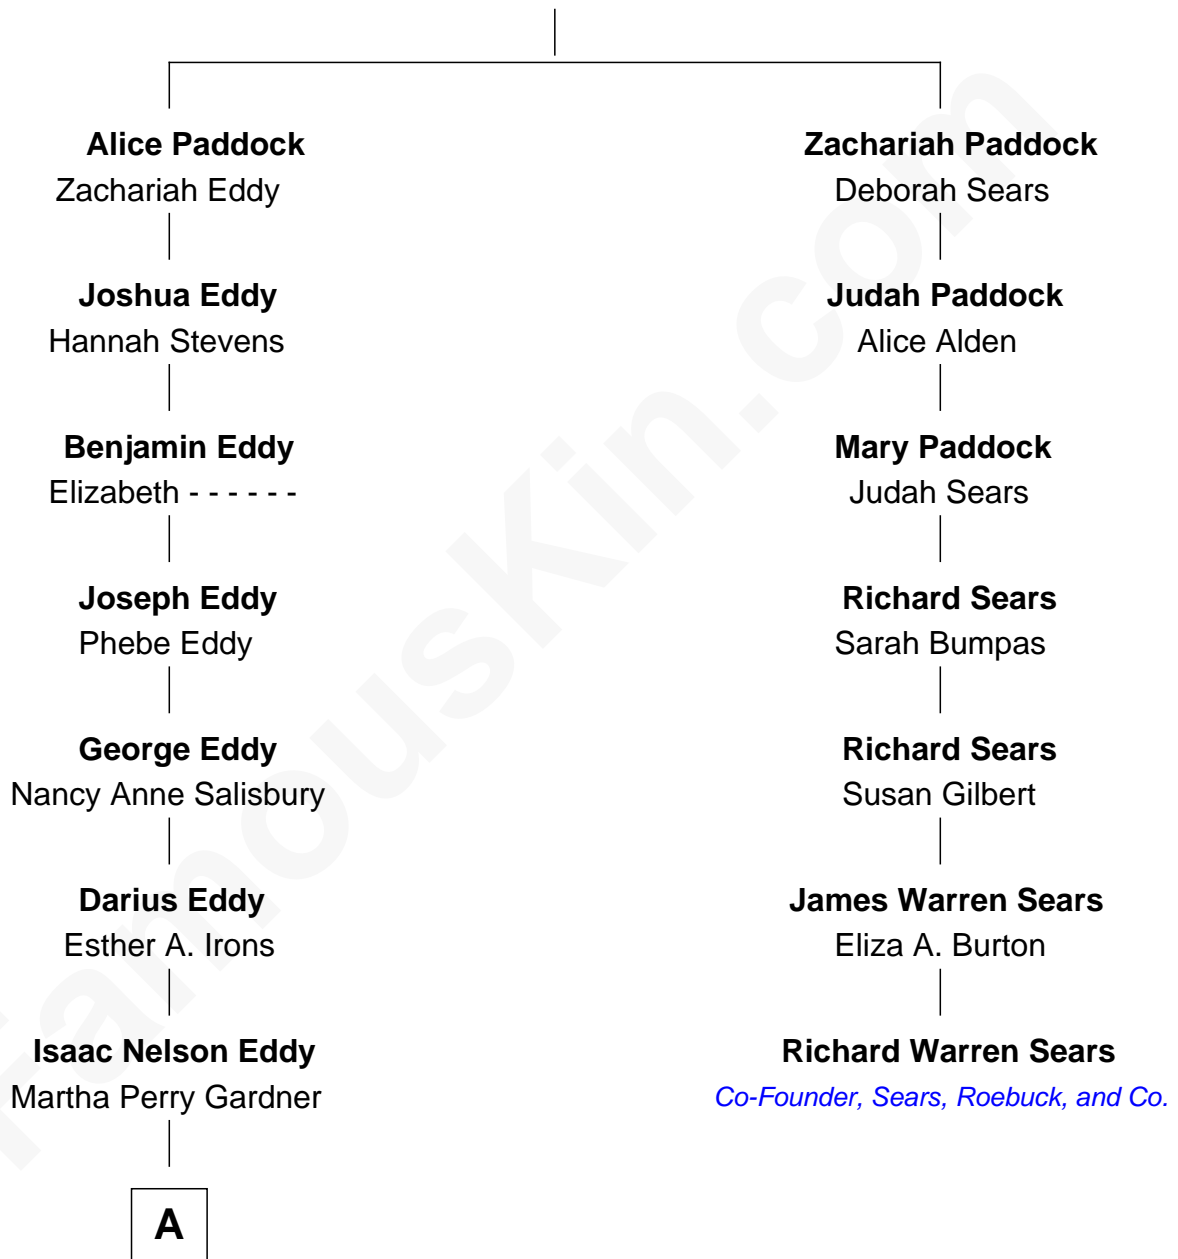 Alice Paddock
Zachariah Eddy
Joshua Eddy
Hannah Stevens
Benjamin Eddy
Elizabeth - - - - - -
Joseph Eddy
Phebe Eddy
George Eddy
Nancy Anne Salisbury
Darius Eddy
Esther A. Irons
Isaac Nelson Eddy
Martha Perry Gardner
A
Zachariah Paddock
Deborah Sears
Judah Paddock
Alice Alden
Mary Paddock
Judah Sears
Richard Sears
Sarah Bumpas
Richard Sears
Susan Gilbert
James Warren Sears
Eliza A. Burton
Richard Warren Sears
Co-Founder, Sears, Roebuck, and Co.
FamousKin.com